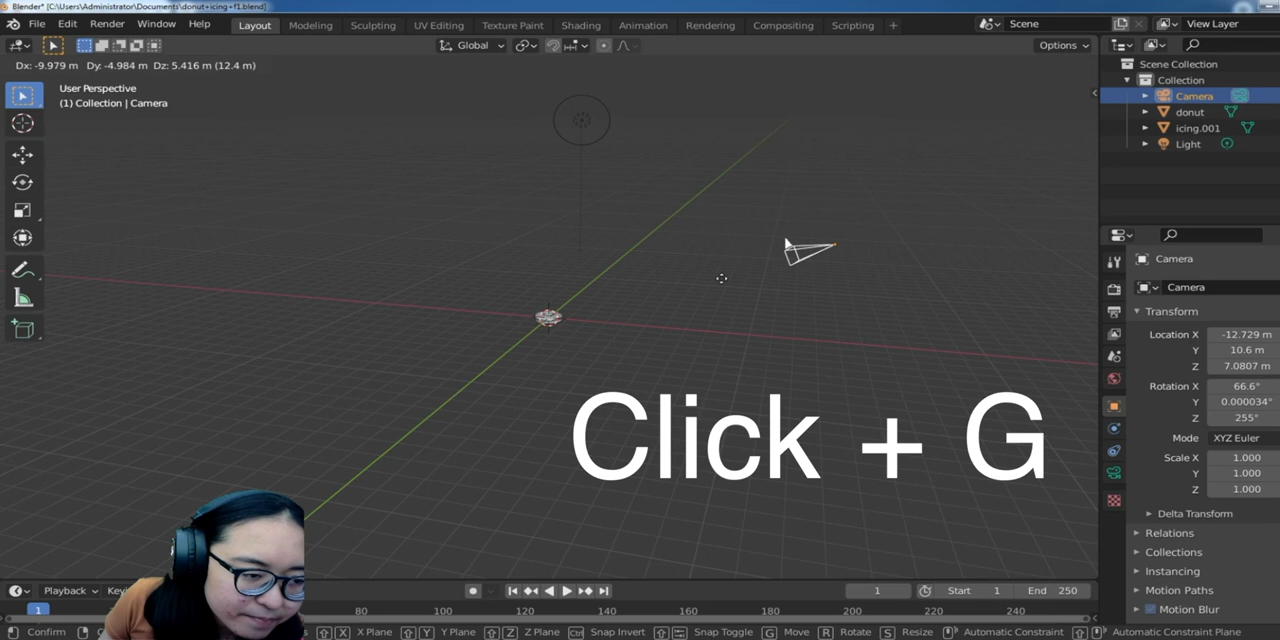 Blender* [C:\Users\Administrator\Documents\donut+icing+f1.blend]
File Edit Render Window Help Layout Modeling Sculpting UV Editing Texture Paint Shading Animation Rendering Compositing Scripting + Scene View Layer
Global Options
Dx: -9.979 m Dy: -4.984 m Dz: 5.416 m (12.4 m)
User Perspective
(1) Collection | Camera
Scene Collection
Collection
Camera
donut
icing.001
Light
Camera
Camera
Transform
Location X -12.729 m
Y 10.6 m
Z 7.0807 m
Rotation X 66.6°
Y 0.000034°
Z 255°
Mode XYZ Euler
Scale X 1.000
Y 1.000
Z 1.000
Delta Transform
Relations
Collections
Instancing
Motion Paths
Motion Blur
Click + G
Playback 1 Start 1 End 250
1 80 100 120 140 160 180 200 220 240
Confirm X X Plane Y Y Plane Z Z Plane Ctrl Snap Invert Snap Toggle G Move R Rotate S Resize Automatic Constraint Automatic Constraint Plane